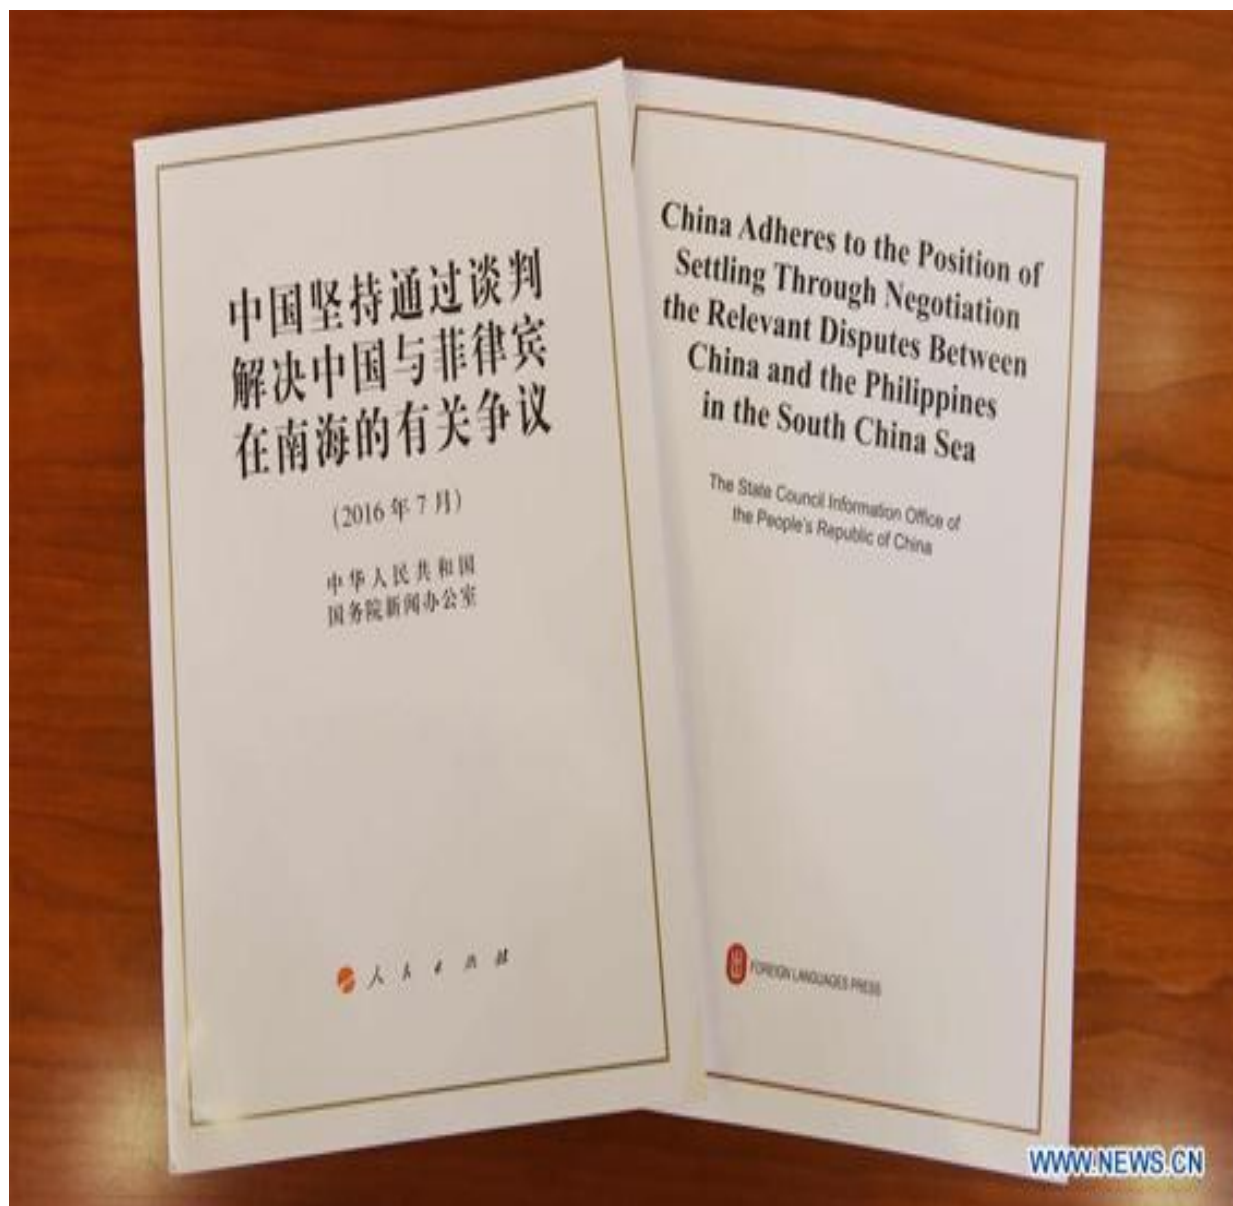 中国坚持通过谈判
解决中国与菲律宾
在南海的有关争议
(2016年7月)
中华人民共和国
国务院新闻办公室
人民出版社
China Adheres to the Position of
Settling Through Negotiation
the Relevant Disputes Between
China and the Philippines
in the South China Sea
The State Council Information Office of
the People's Republic of China
FOREIGN LANGUAGES PRESS
WWW.NEWS.CN